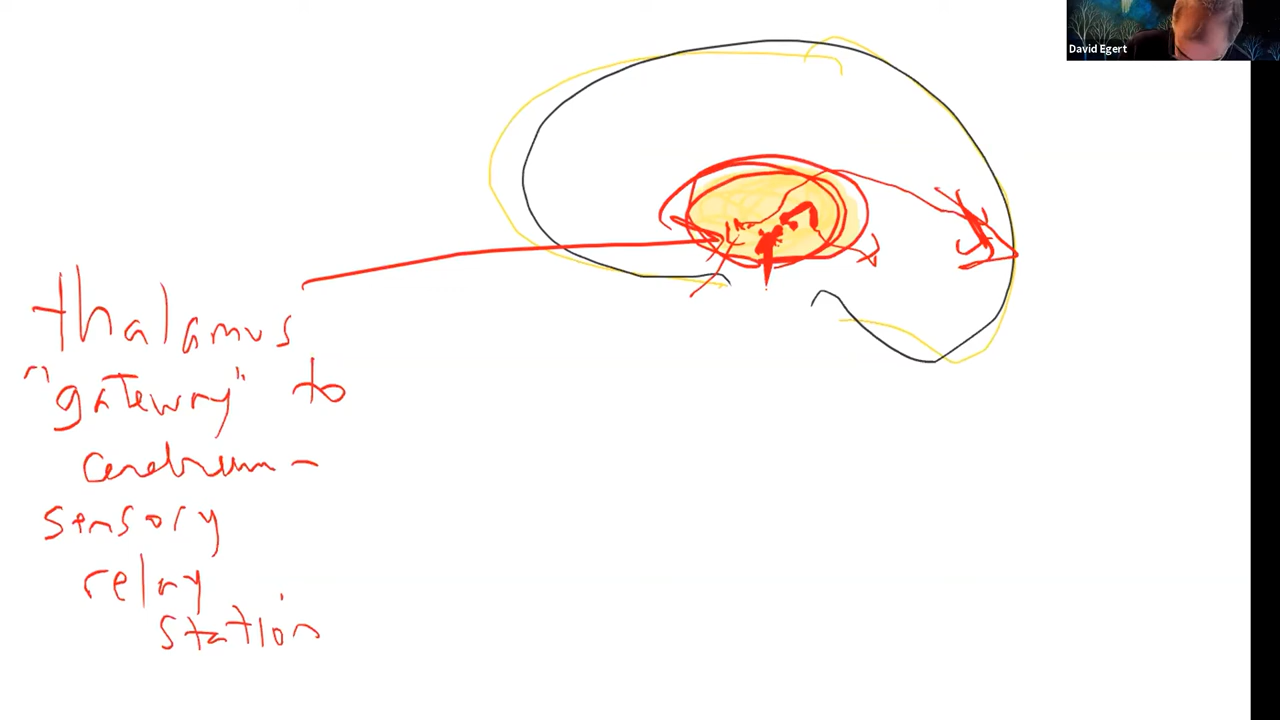 David Egert
thalamus
"gateway" to
cerebrum -
sensory
relay
station